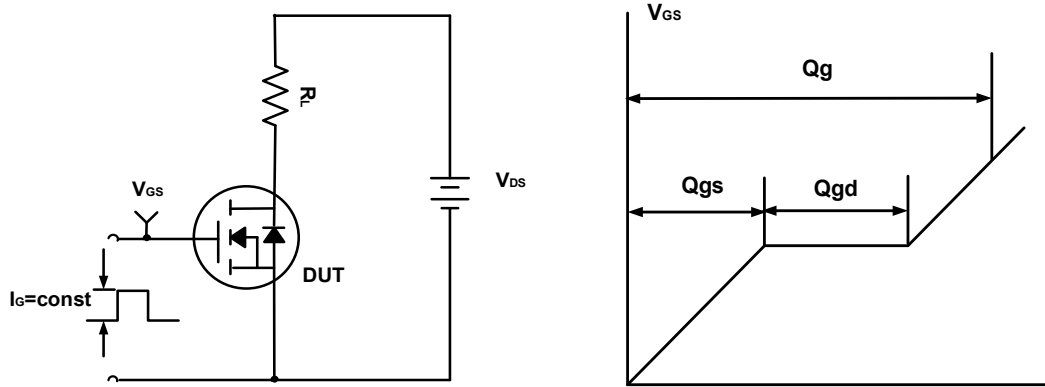 VGS
Qg
RL
VGS
VDS
Qgs
Qgd
DUT
IG=const